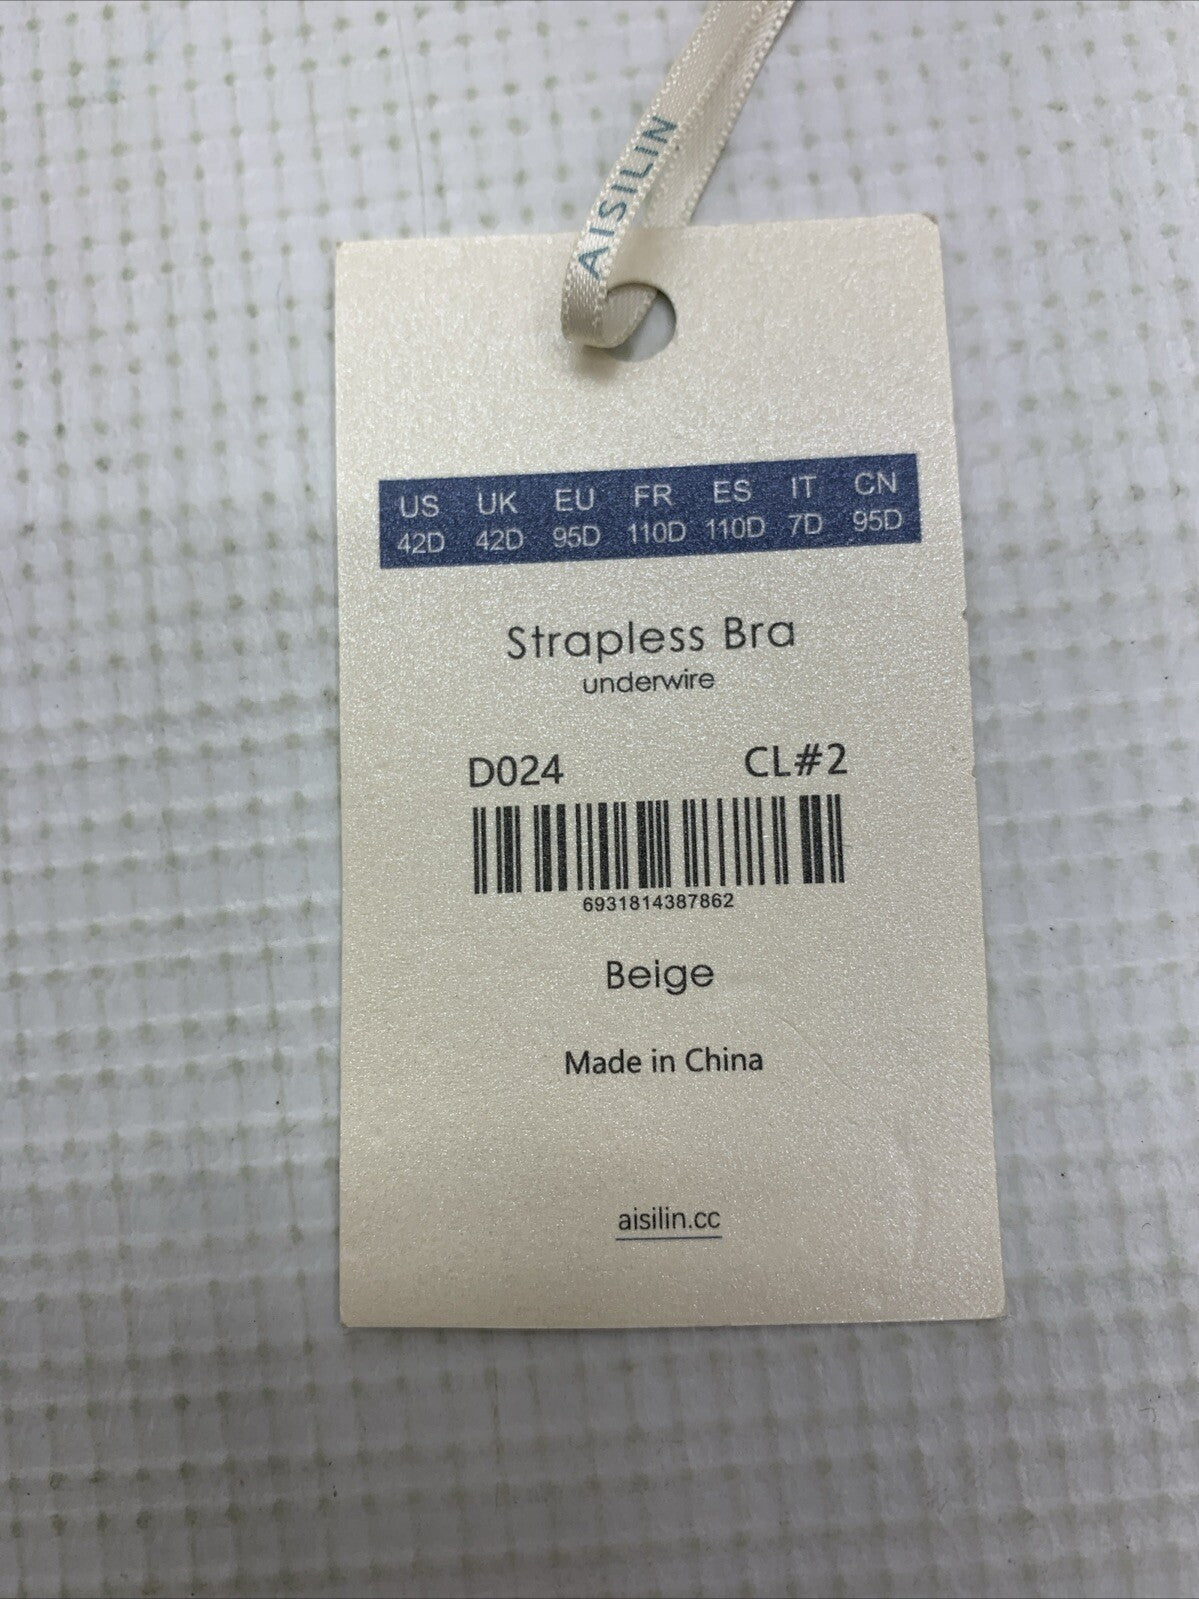 AISILIN
US UK EU FR ES IT CN
42D 42D 95D 110D 110D 7D 95D
Strapless Bra
underwire
D024 CL#2
6931814387862
Beige
Made in China
aisilin.cc